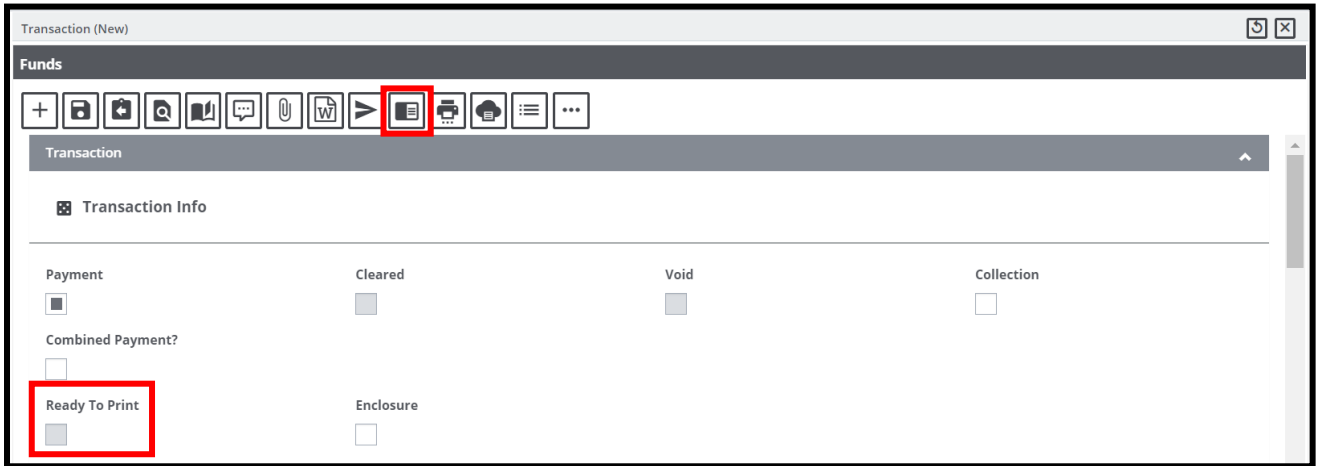 Transaction (New)
Funds
W
Transaction
Transaction Info
Payment Cleared Void Collection
Combined Payment?
Ready To Print Enclosure